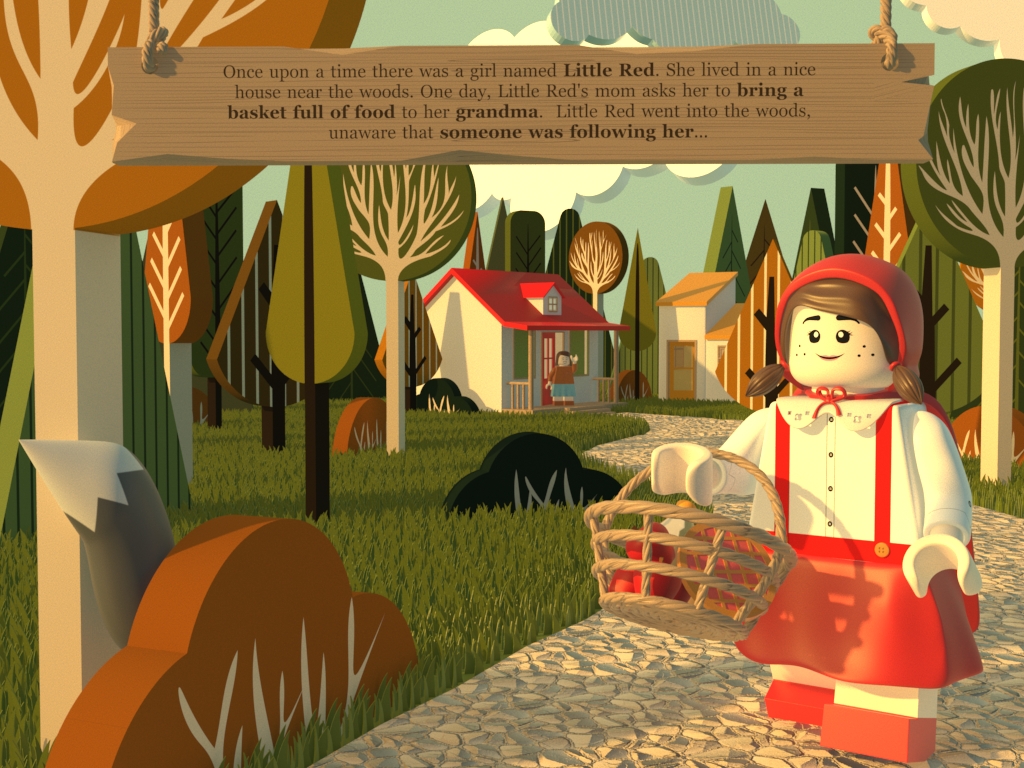 Once upon a time there was a girl named Little Red. She lived in a nice
house near the woods. One day, Little Red's mom asks her to bring a
basket full of food to her grandma. Little Red went into the woods,
unaware that someone was following her...